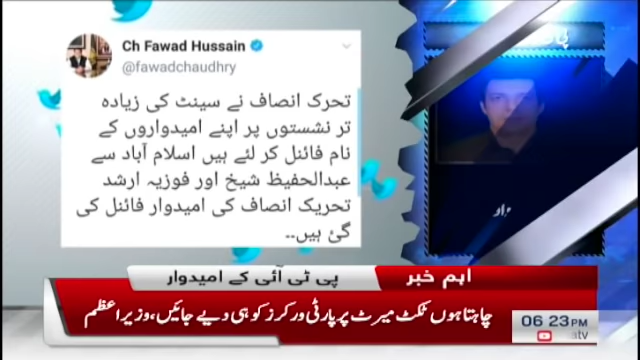 Ch Fawad Hussain
@fawadchaudhry
تحرک انصاف نے سینٹ کی زیادہ
تر نشستوں پر اپنے امیدواروں کے
نام فائنل کر لئے ہیں اسلام آباد سے
عبدالحفیظ شیخ اور فوزیہ ارشد
تحریک انصاف کی امیدوار فائنل کی
گئ ہیں۔۔
اہم خبر
پی ٹی آئی کے امیدوار
چاہتا ہوں ٹکٹ میرٹ پر پارٹی ورکرز کو ہی دیے جائیں، وزیراعظم
06 23 PM
atv